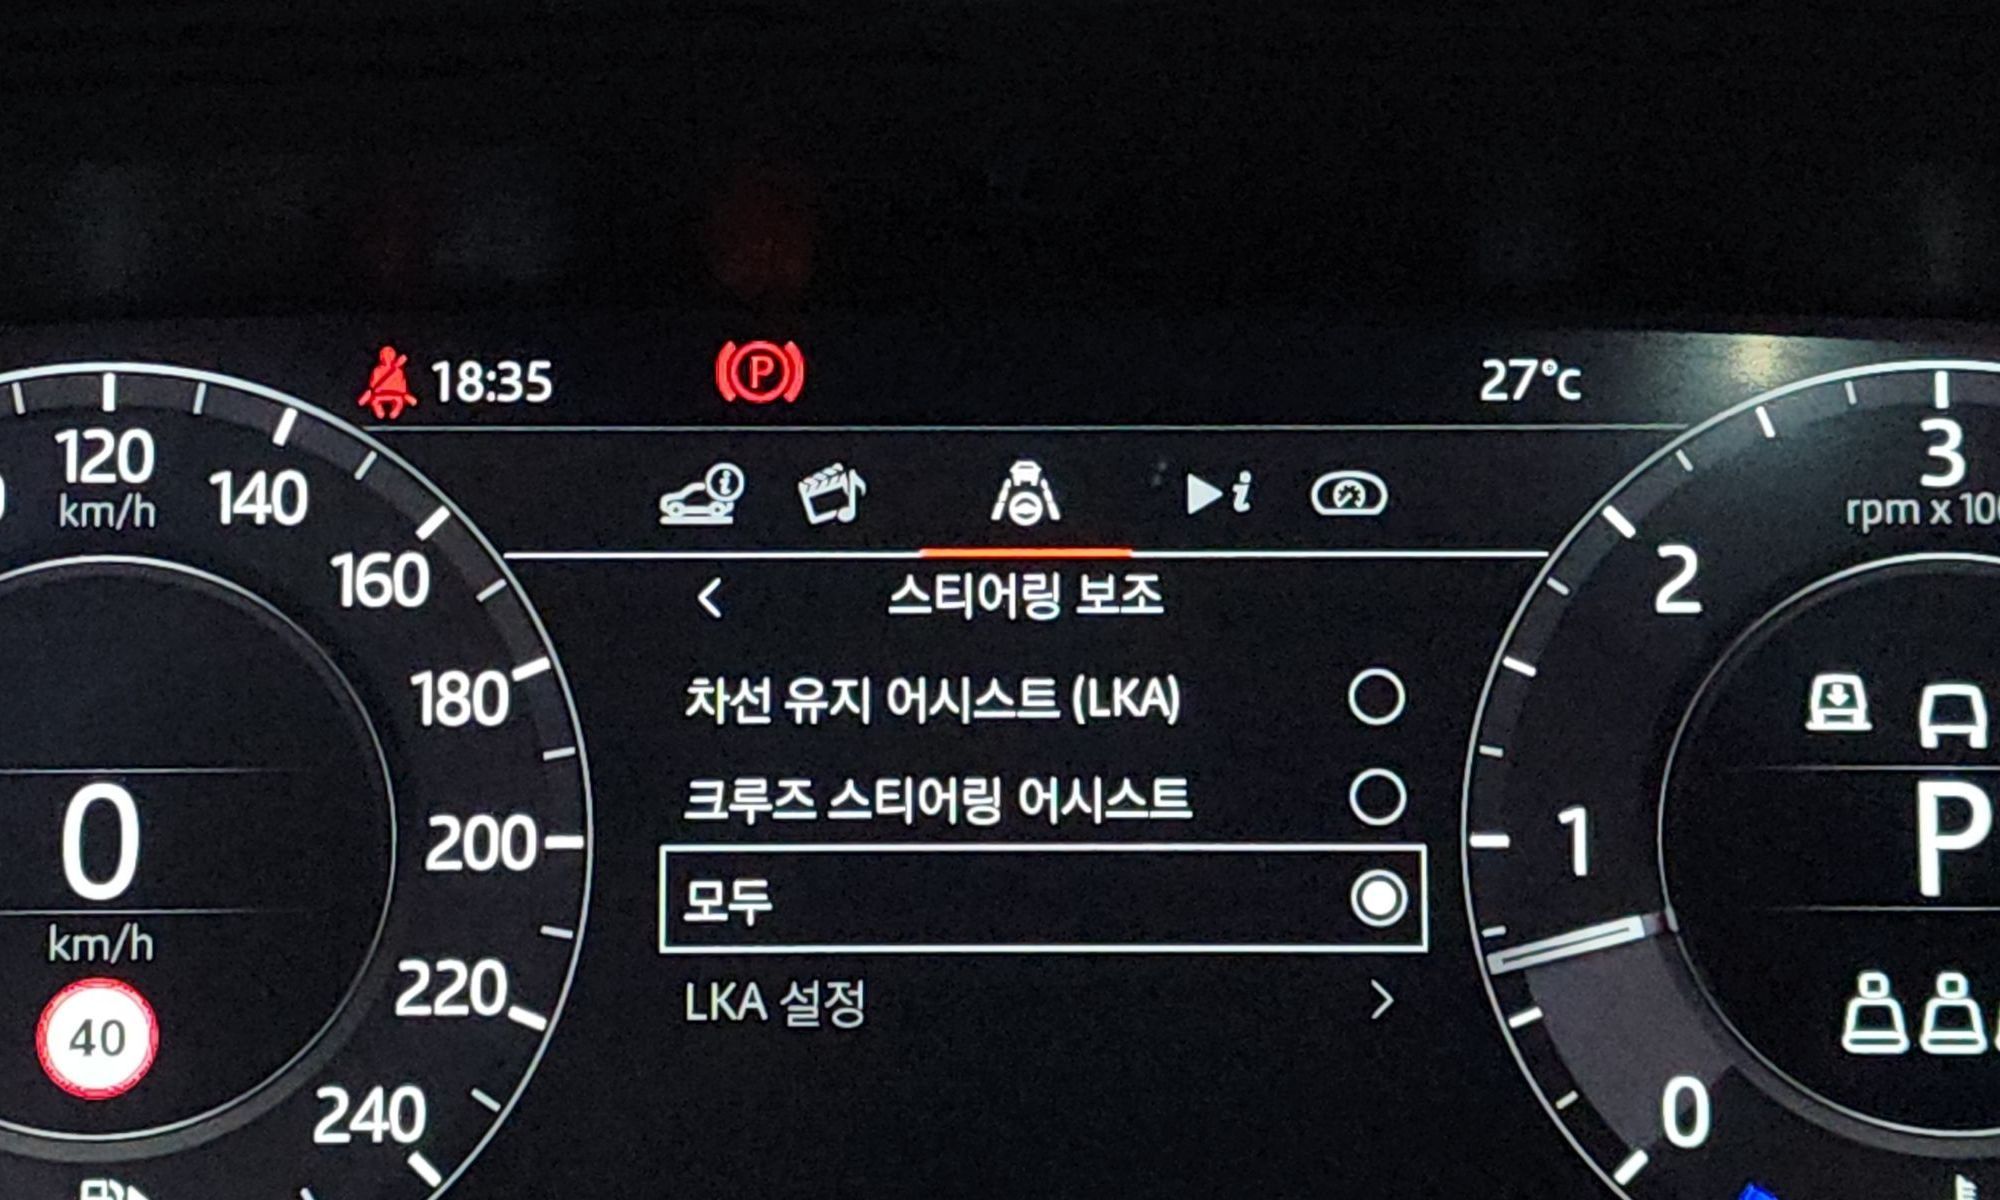 18:35
P
27°c
120
km/h
140
160
180
200
220
240
0
km/h
40
i
i
스티어링 보조
차선 유지 어시스트 (LKA)
크루즈 스티어링 어시스트
모두
LKA 설정
3
rpm x
2
1
0
P